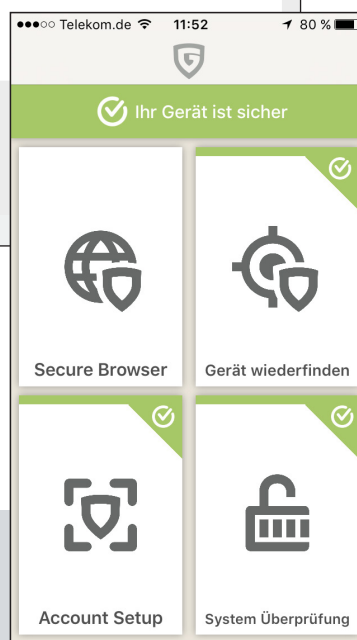 Telekom.de 11:52 80 %
Ihr Gerät ist sicher
Secure Browser
Gerät wiederfinden
Account Setup
System Überprüfung